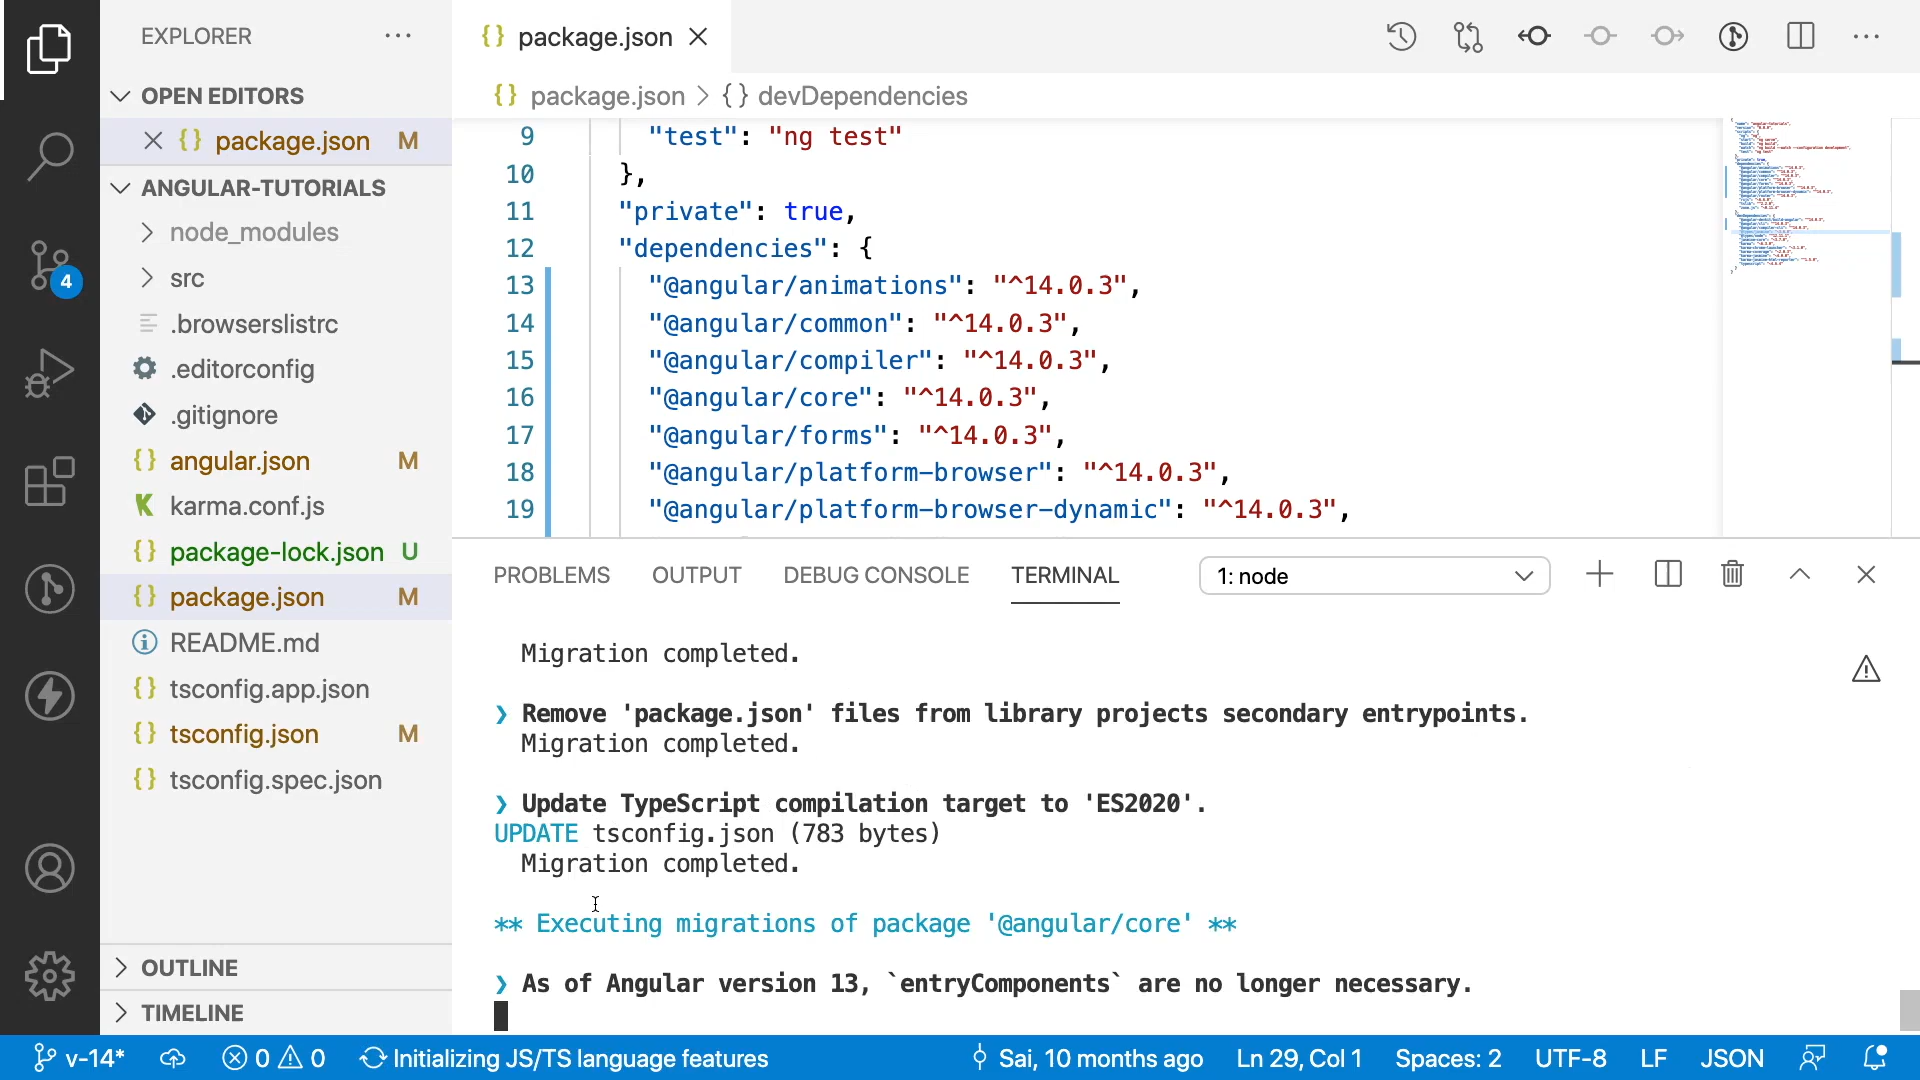 EXPLORER
OPEN EDITORS
package.json M
ANGULAR-TUTORIALS
node_modules
src
.browserslistrc
.editorconfig
.gitignore
angular.json M
karma.conf.js
package-lock.json U
package.json M
README.md
tsconfig.app.json
tsconfig.json M
tsconfig.spec.json
OUTLINE
TIMELINE
4
{} package.json
{} package.json > {} devDependencies
9 "test": "ng test"
10 },
11 "private": true,
12 "dependencies": {
13 "@angular/animations": "^14.0.3",
14 "@angular/common": "^14.0.3",
15 "@angular/compiler": "^14.0.3",
16 "@angular/core": "^14.0.3",
17 "@angular/forms": "^14.0.3",
18 "@angular/platform-browser": "^14.0.3",
19 "@angular/platform-browser-dynamic": "^14.0.3",
PROBLEMS OUTPUT DEBUG CONSOLE TERMINAL 1: node
Migration completed.
❯ Remove 'package.json' files from library projects secondary entrypoints.
Migration completed.
❯ Update TypeScript compilation target to 'ES2020'.
UPDATE tsconfig.json (783 bytes)
Migration completed.
** Executing migrations of package '@angular/core' **
❯ As of Angular version 13, `entryComponents` are no longer necessary.
v-14* 0 0 Initializing JS/TS language features Sai, 10 months ago Ln 29, Col 1 Spaces: 2 UTF-8 LF JSON